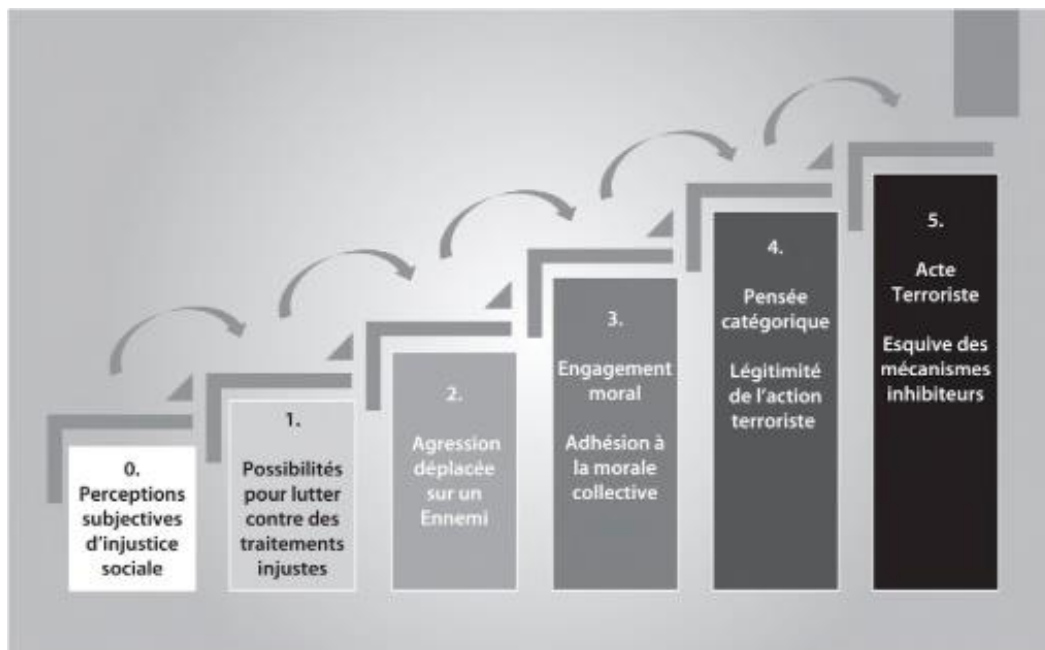 0.
Perceptions
subjectives
d'injustice
sociale
1.
Possibilités
pour lutter
contre des
traitements
injustes
2.
Agression
déplacée
sur un
Ennemi
3.
Engagement
moral
Adhésion à
la morale
collective
4.
Pensée
catégorique
Légitimité
de l'action
terroriste
5.
Acte
Terroriste
Esquive des
mécanismes
inhibiteurs